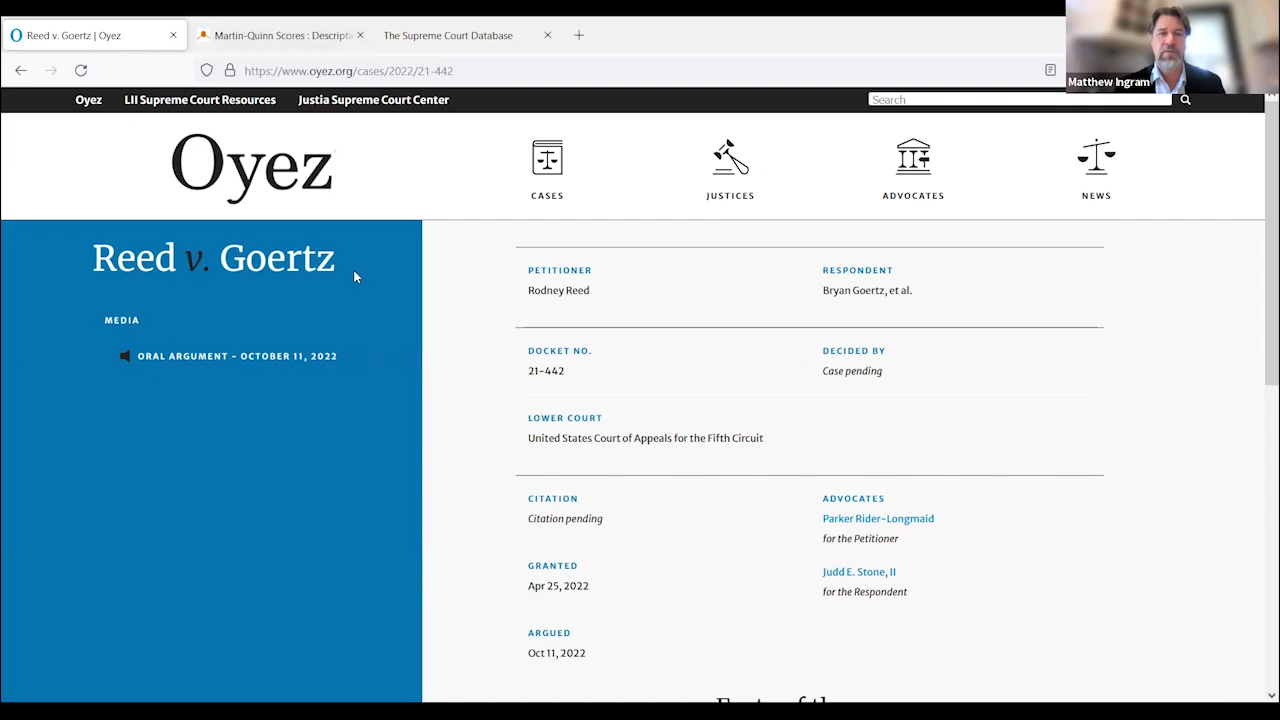 Reed v. Goertz | Oyez
Martin-Quinn Scores : Descript
The Supreme Court Database
https://www.oyez.org/cases/2022/21-442
Matthew Ingram
Oyez
LII Supreme Court Resources
Justia Supreme Court Center
Search
Oyez
CASES
JUSTICES
ADVOCATES
NEWS
Reed v. Goertz
MEDIA
ORAL ARGUMENT - OCTOBER 11, 2022
PETITIONER
Rodney Reed
RESPONDENT
Bryan Goertz, et al.
DOCKET NO.
21-442
DECIDED BY
Case pending
LOWER COURT
United States Court of Appeals for the Fifth Circuit
CITATION
Citation pending
ADVOCATES
Parker Rider-Longmaid
for the Petitioner
Judd E. Stone, II
for the Respondent
GRANTED
Apr 25, 2022
ARGUED
Oct 11, 2022